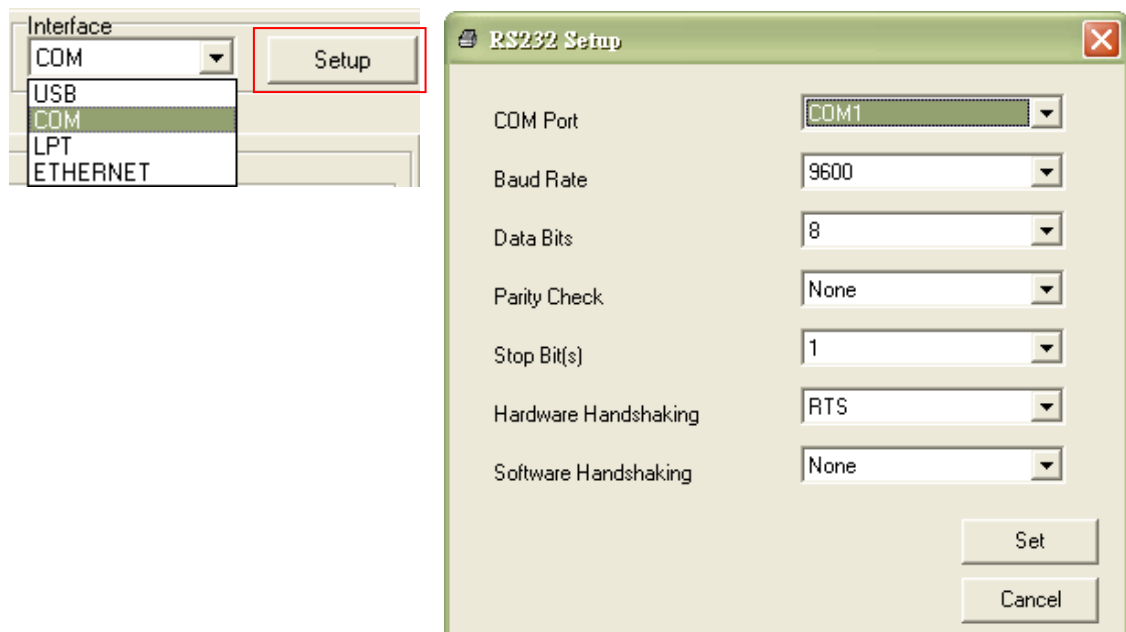 Interface
COM
Setup
USB
COM
LPT
ETHERNET
RS232 Setup
COM Port
COM1
Baud Rate
9600
Data Bits
8
Parity Check
None
Stop Bit(s)
1
Hardware Handshaking
RTS
Software Handshaking
None
Set
Cancel